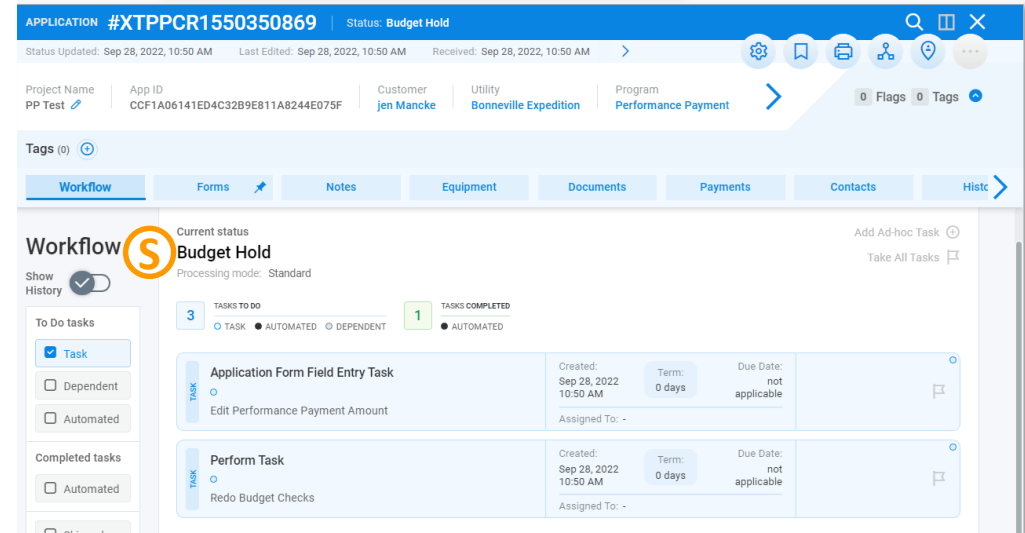 APPLICATION #XTPPCR1550350869 Status: Budget Hold
Status Updated: Sep 28, 2022, 10:50 AM Last Edited: Sep 28, 2022, 10:50 AM Received: Sep 28, 2022, 10:50 AM
Project Name App ID Customer Utility Program
PP Test CCF1A06141ED4C32B9E811A8244E075F jen Mancke Bonneville Expedition Performance Payment 0 Flags 0 Tags
Tags (0)
Workflow Forms Notes Equipment Documents Payments Contacts
Workflow
Show
History
To Do tasks
Task
Dependent
Automated
Completed tasks
Automated
S
Current status
Budget Hold
Processing mode: Standard
Add Ad-hoc Task
Take All Tasks
3 TASKS TO DO
TASK AUTOMATED DEPENDENT
1 TASKS COMPLETED
AUTOMATED
TASK
Application Form Field Entry Task
Edit Performance Payment Amount
Created:
Sep 28, 2022
10:50 AM
Term:
0 days
Due Date:
not
applicable
Assigned To: -
TASK
Perform Task
Redo Budget Checks
Created:
Sep 28, 2022
10:50 AM
Term:
0 days
Due Date:
not
applicable
Assigned To: -